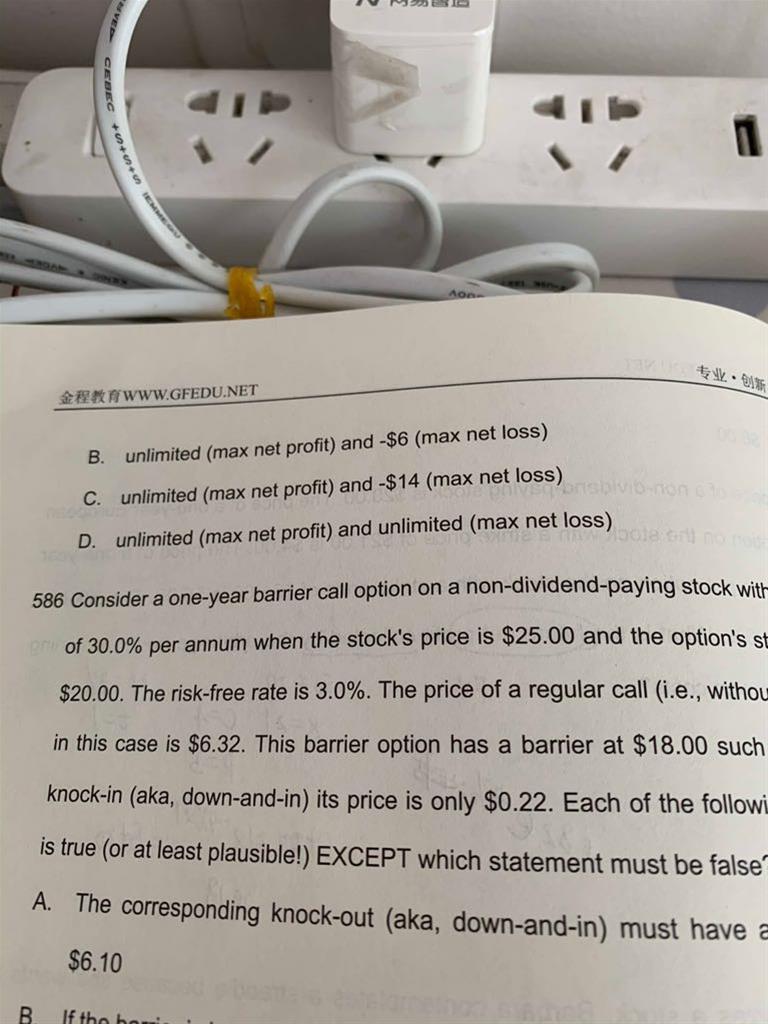 网易智造
CEBEC
金程教育WWW.GFEDU.NET
专业·创新
B. unlimited (max net profit) and -$6 (max net loss)
C. unlimited (max net profit) and -$14 (max net loss)
D. unlimited (max net profit) and unlimited (max net loss)
586 Consider a one-year barrier call option on a non-dividend-paying stock with
of 30.0% per annum when the stock's price is $25.00 and the option's st
$20.00. The risk-free rate is 3.0%. The price of a regular call (i.e., withou
in this case is $6.32. This barrier option has a barrier at $18.00 such
knock-in (aka, down-and-in) its price is only $0.22. Each of the followi
is true (or at least plausible!) EXCEPT which statement must be false?
A. The corresponding knock-out (aka, down-and-in) must have a
$6.10
B. If the